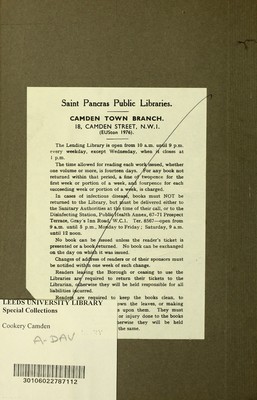 Saint Pancras Public Libraries.
CAMDEN TOWN BRANCH.
18, CAMDEN STREET, N.W.1.
(EUSton 1976).
The Lending Library is open from 10 a.m. until 9 p.m.
every weekday, except Wednesday, when it closes at
1 p.m.
The time allowed for reading each work issued, whether
one volume or more, is fourteen days. For any book not
returned within that period, a fine of twopence for the
first week or portion of a week, and fourpence for each
succeeding week or portion of a week, is charged.
In cases of infectious disease, books must NOT be
returned to the Library, but must be delivered either to
the Sanitary Authorities at the time of their call, or to the
Disinfecting Station, Public Health Annex, 67-71 Prospect
Terrace, Gray's Inn Road, W.C.1. Ter. 8567—open from
9 a.m. until 5 p.m., Monday to Friday; Saturday, 9 a.m.
until 12 noon.
No book can be issued unless the reader's ticket is
presented or a book returned. No book can be exchanged
on the day on which it was issued.
Changes of address of readers or of their sponsors must
be notified within one week of such change.
Readers leaving the Borough or ceasing to use the
Libraries are required to return their tickets to the
Librarian, otherwise they will be held responsible for all
liabilities incurred.
Readers are required to keep the books clean, to
own the leaves, or making
s upon them. They must
or injury done to the books
herwise they will be held
the same.
LEEDS UNIVERSITY LIBRARY
Special Collections
Cookery Camden
A-DAV
30106022787112